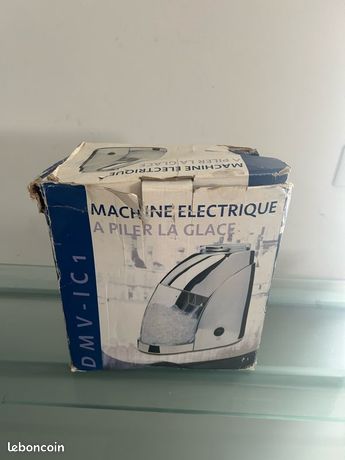 MACHINE ELECTRIQUE
A PILER LA GLACE
MACHINE ELECTRIQUE
A PILER LA GLACE
DMV-IC1
leboncoin